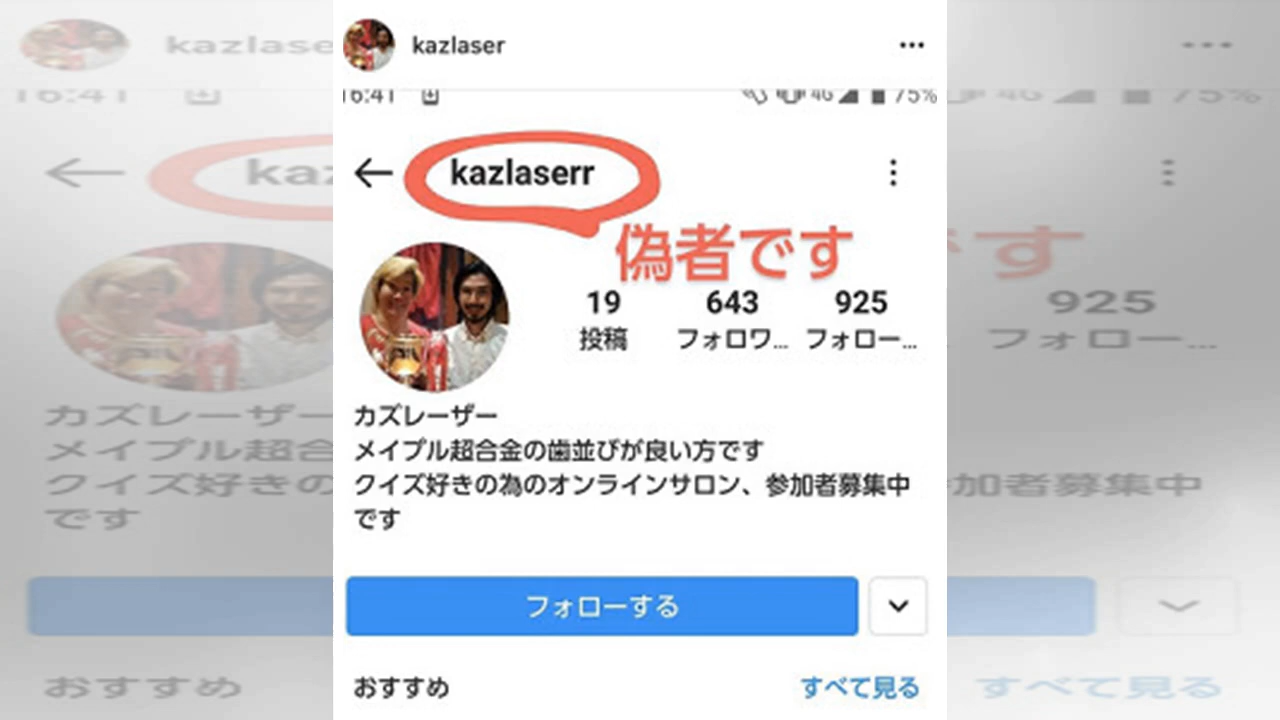 kazlaser
16:41 4G 75%
kazlaserr
偽者です
19 643 925
投稿 フォロワ... フォロー...
カズレーザー
メイプル超合金の歯並びが良い方です
クイズ好きの為のオンラインサロン、参加者募集中
です
フォローする
おすすめ すべて見る